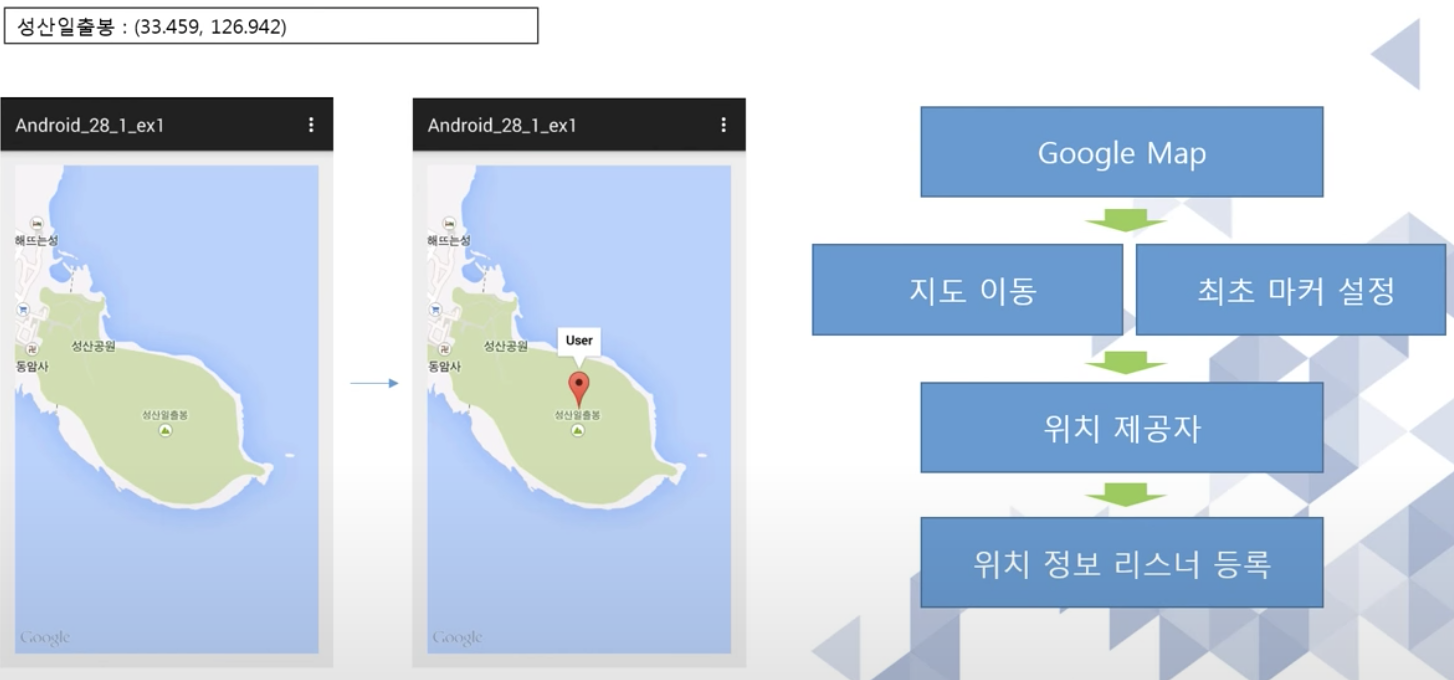 성산일출봉 : (33.459, 126.942)
Android_28_1_ex1
해뜨는성
성산공원
동암사
성산일출봉
Google
Android_28_1_ex1
해뜨는성
User
성산공원
동암사
성산일출봉
Google
Google Map
지도 이동
최초 마커 설정
위치 제공자
위치 정보 리스너 등록